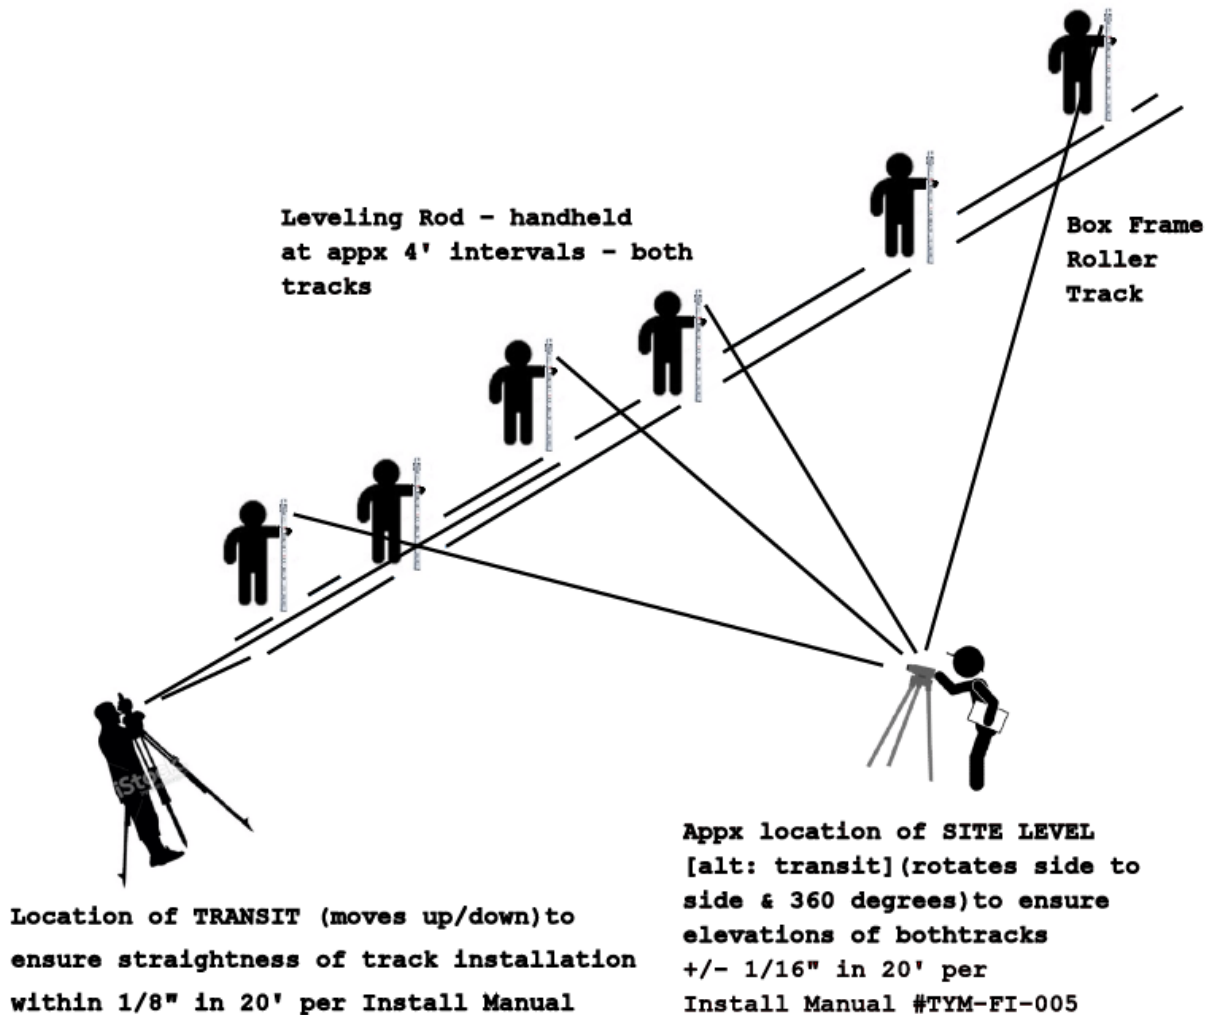 Leveling Rod – handheld
at appx 4' intervals – both
tracks
Box Frame
Roller
Track
iStock
Appx location of SITE LEVEL
[alt: transit](rotates side to
side & 360 degrees)to ensure
elevations of bothtracks
+/– 1/16" in 20' per
Install Manual #TYM–FI–005
Location of TRANSIT (moves up/down)to
ensure straightness of track installation
within 1/8" in 20' per Install Manual